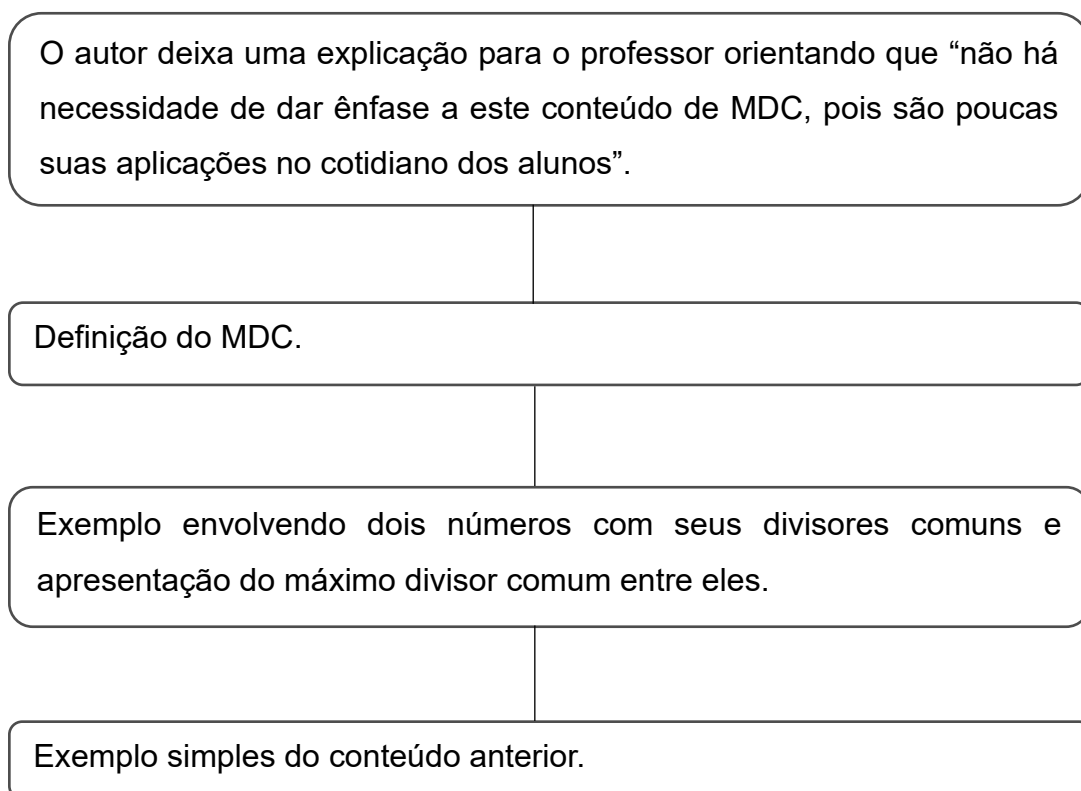 O autor deixa uma explicação para o professor orientando que “não há
necessidade de dar ênfase a este conteúdo de MDC, pois são poucas
suas aplicações no cotidiano dos alunos”.
Definição do MDC.
Exemplo envolvendo dois números com seus divisores comuns e
apresentação do máximo divisor comum entre eles.
Exemplo simples do conteúdo anterior.